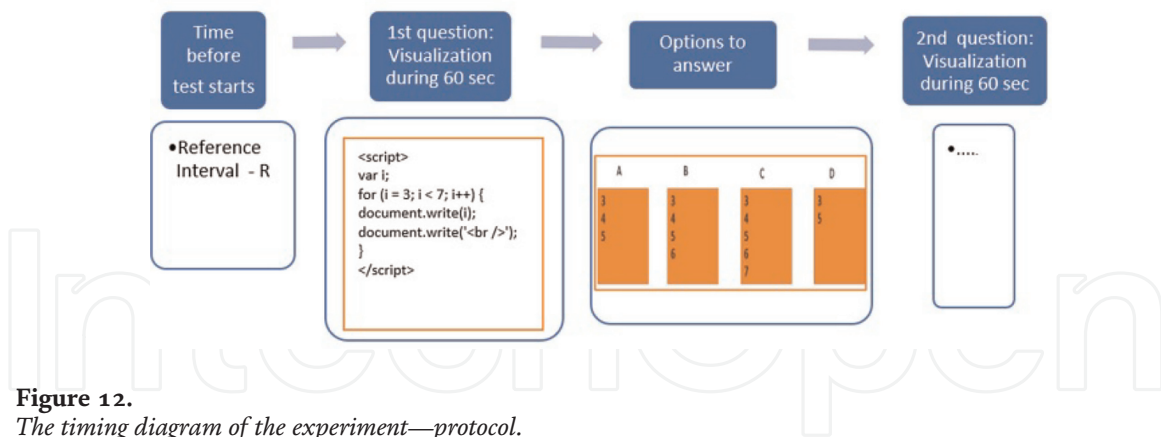 Time
before
test starts
1st question:
Visualization
during 60 sec
Options to
answer
2nd question:
Visualization
during 60 sec
•Reference
Interval - R
<script>
var i;
for (i = 3; i < 7; i++) {
document.write(i);
document.write('<br />');
}
</script>
A B C D
3 3 3 3
4 4 4 5
5 5 5
6 6
7
•....
IntechOpen
Figure 12.
The timing diagram of the experiment—protocol.